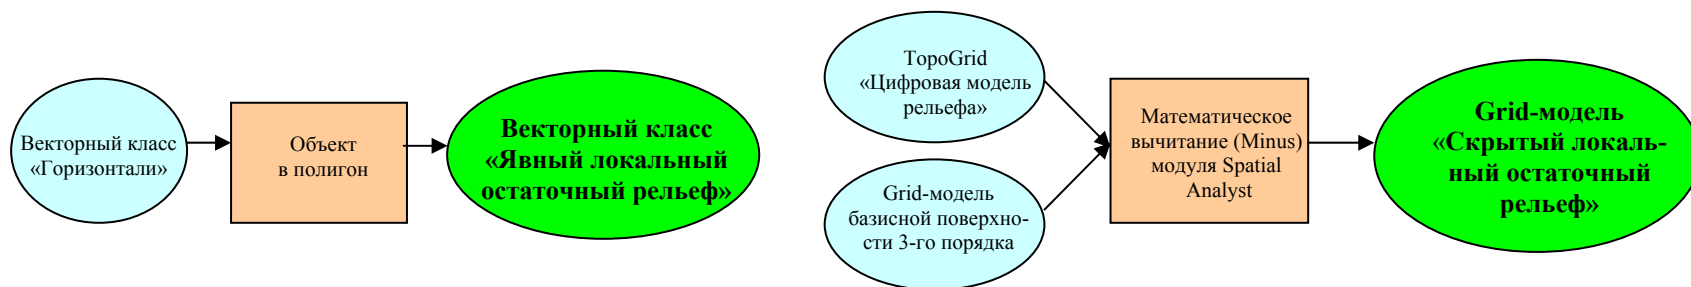 Векторный класс
«Горизонтали»
Объект
в полигон
Векторный класс
«Явный локальный
остаточный рельеф»
TopoGrid
«Цифровая модель
рельефа»
Grid-модель
базисной поверхно-
сти 3-го порядка
Математическое
вычитание (Minus)
модуля Spatial
Analyst
Grid-модель
«Скрытый локаль-
ный остаточный
рельеф»